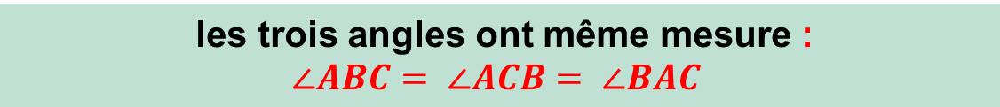 les trois angles ont même mesure :
∠ABC = ∠ACB = ∠BAC